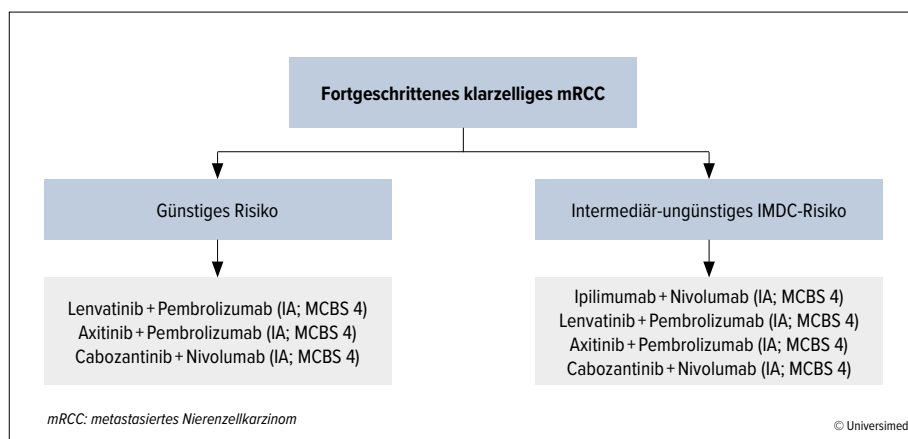 Fortgeschrittenes klarzelliges mRCC
Günstiges Risiko
Intermediär-ungünstiges IMDC-Risiko
Lenvatinib + Pembrolizumab (IA; MCBS 4)
Axitinib + Pembrolizumab (IA; MCBS 4)
Cabozantinib + Nivolumab (IA; MCBS 4)
Ipilimumab + Nivolumab (IA; MCBS 4)
Lenvatinib + Pembrolizumab (IA; MCBS 4)
Axitinib + Pembrolizumab (IA; MCBS 4)
Cabozantinib + Nivolumab (IA; MCBS 4)
mRCC: metastasiertes Nierenzellkarzinom
© Universimed